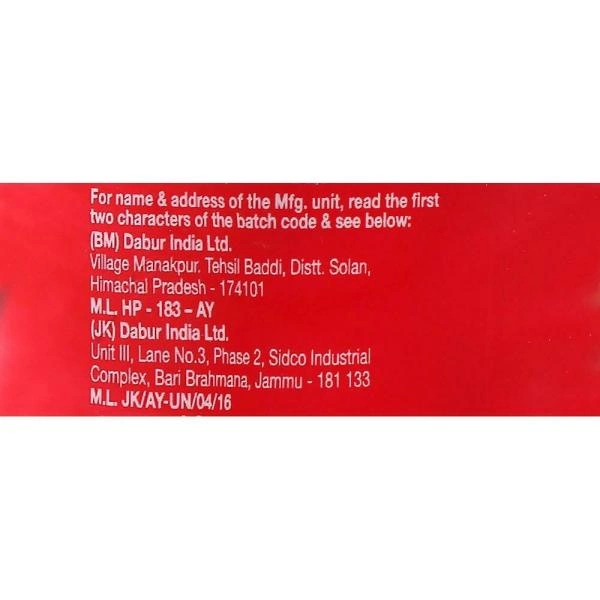 For name & address of the Mfg. unit, read the first
two characters of the batch code & see below:
(BM) Dabur India Ltd.
Village Manakpur. Tehsil Baddi, Distt. Solan,
Himachal Pradesh - 174101
M.L. HP - 183 – AY
(JK) Dabur India Ltd.
Unit III, Lane No.3, Phase 2, Sidco Industrial
Complex, Bari Brahmana, Jammu - 181 133
M.L. JK/AY-UN/04/16